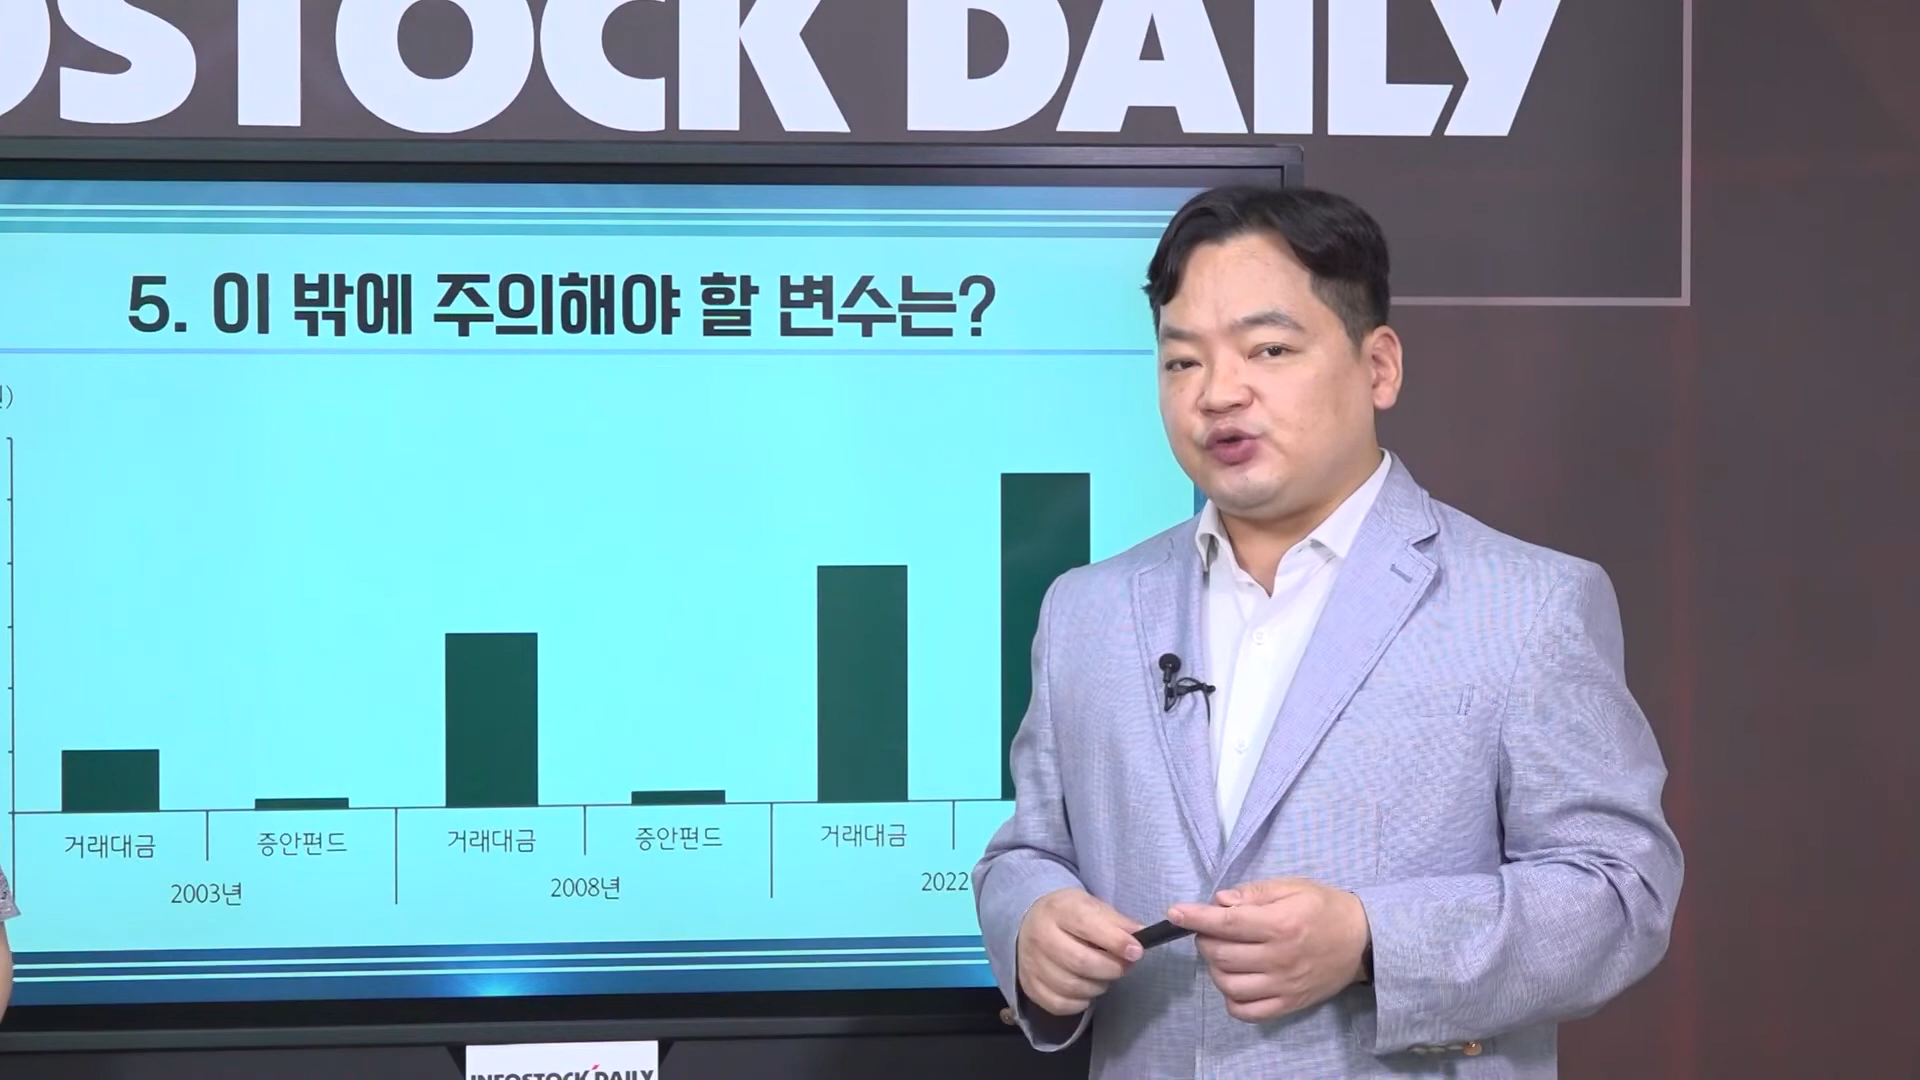 OSTOCK DAILY
5. 이 밖에 주의해야 할 변수는?
거래대금 증안펀드 거래대금 증안펀드 거래대금
2003년 2008년 2022
INFOSTOCK DAILY